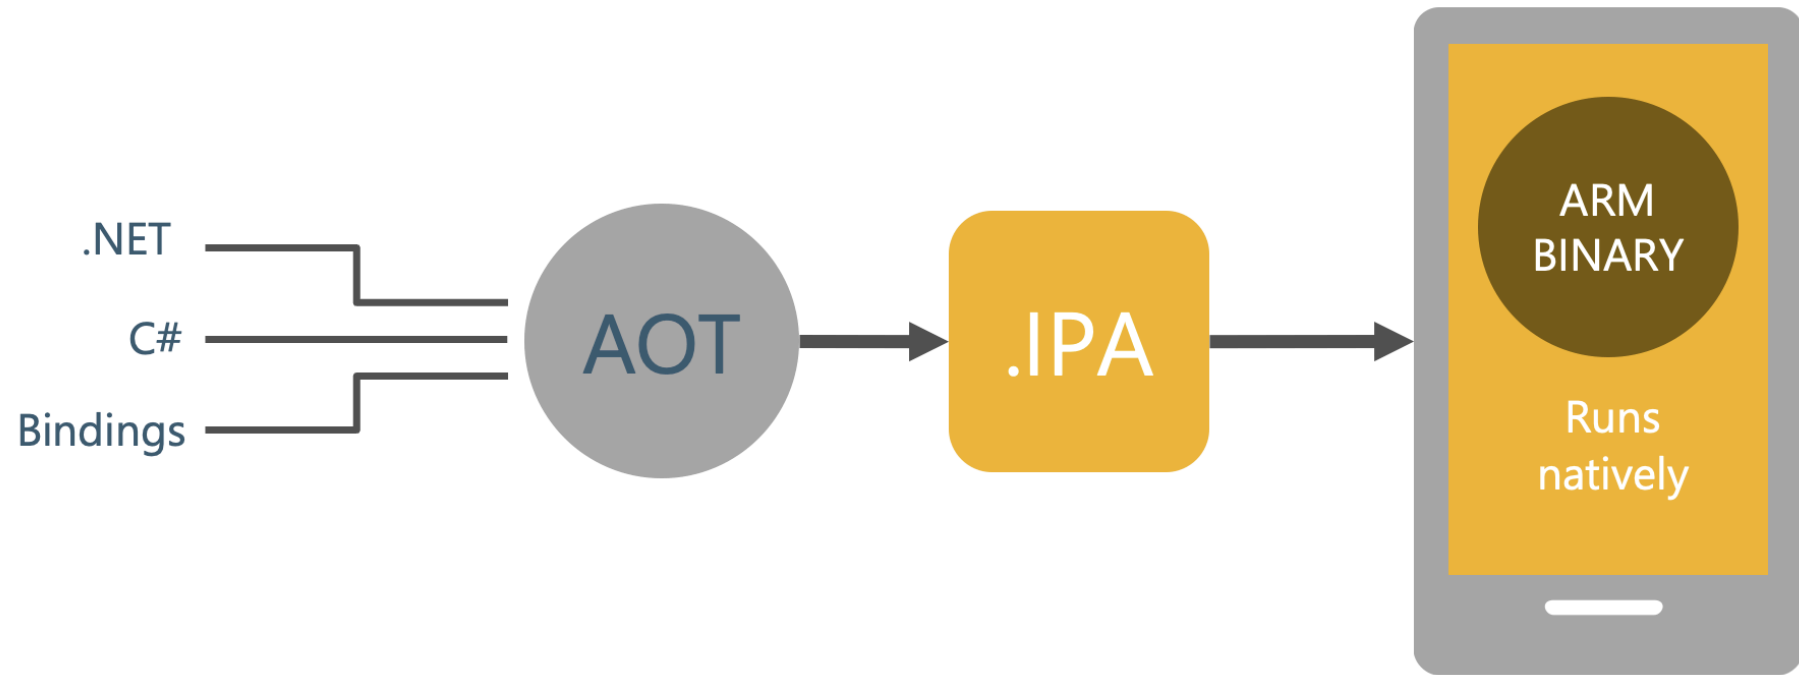 .NET
C#
Bindings
AOT
.IPA
ARM
BINARY
Runs
natively